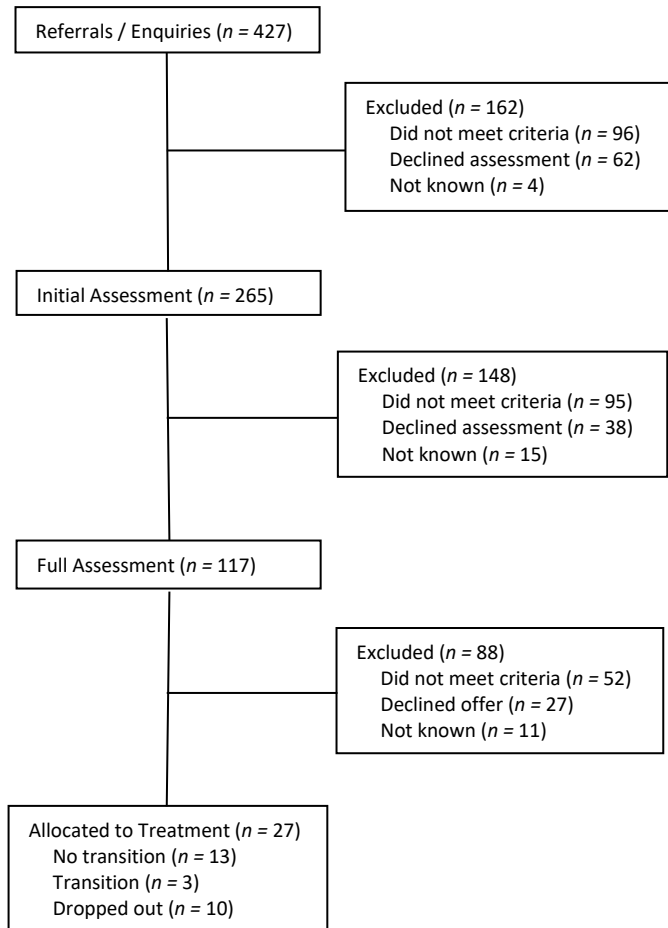 Referrals / Enquiries (n = 427)
Excluded (n = 162)
Did not meet criteria (n = 96)
Declined assessment (n = 62)
Not known (n = 4)
Initial Assessment (n = 265)
Excluded (n = 148)
Did not meet criteria (n = 95)
Declined assessment (n = 38)
Not known (n = 15)
Full Assessment (n = 117)
Excluded (n = 88)
Did not meet criteria (n = 52)
Declined offer (n = 27)
Not known (n = 11)
Allocated to Treatment (n = 27)
No transition (n = 13)
Transition (n = 3)
Dropped out (n = 10)